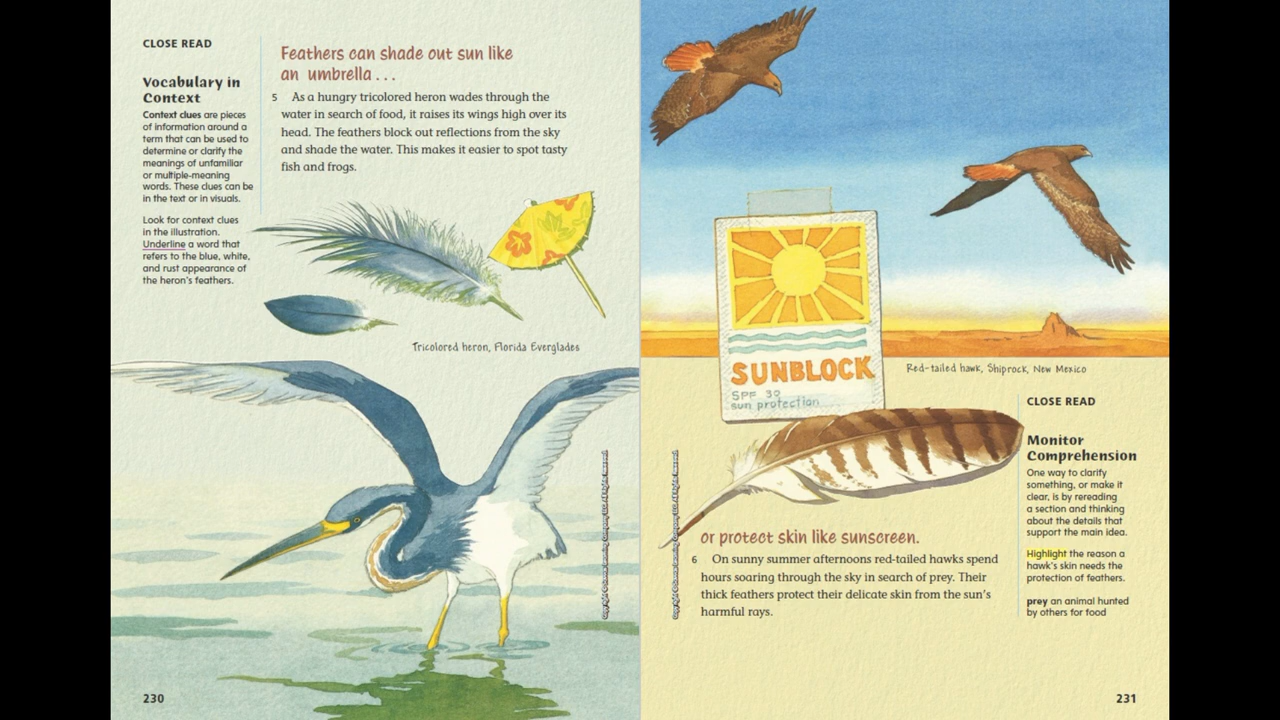 CLOSE READ
Vocabulary in
Context
Context clues are pieces
of information around a
term that can be used to
determine or clarify the
meanings of unfamiliar
or multiple-meaning
words. These clues can be
in the text or in visuals.
Look for context clues
in the illustration.
Underline a word that
refers to the blue, white,
and rust appearance of
the heron's feathers.
Feathers can shade out sun like
an umbrella . . .
5 As a hungry tricolored heron wades through the
water in search of food, it raises its wings high over its
head. The feathers block out reflections from the sky
and shade the water. This makes it easier to spot tasty
fish and frogs.
Tricolored heron, Florida Everglades
230
SUNBLOCK
SPF 30
sun protection
Red-tailed hawk, Shiprock, New Mexico
or protect skin like sunscreen.
6 On sunny summer afternoons red-tailed hawks spend
hours soaring through the sky in search of prey. Their
thick feathers protect their delicate skin from the sun's
harmful rays.
CLOSE READ
Monitor
Comprehension
One way to clarify
something, or make it
clear, is by rereading
a section and thinking
about the details that
support the main idea.
Highlight the reason a
hawk's skin needs the
protection of feathers.
prey an animal hunted
by others for food
231